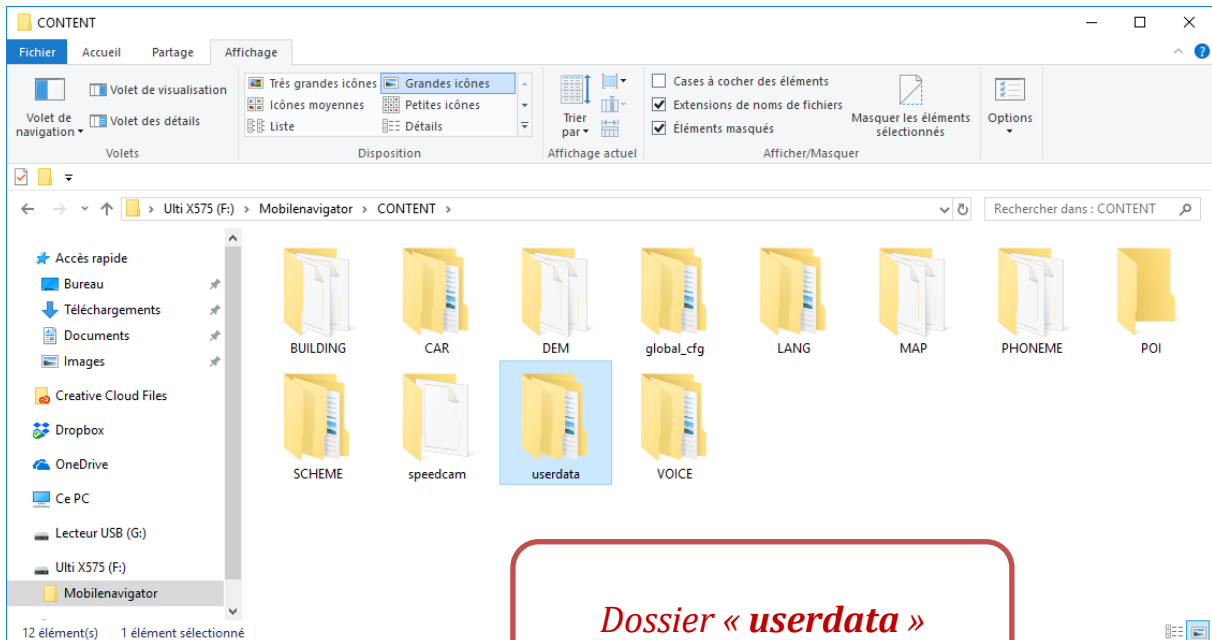 CONTENT
Fichier Accueil Partage Affichage
Volet de navigation
Volet de visualisation
Volet des détails
Volets
Très grandes icônes Grandes icônes
Icônes moyennes Petites icônes
Liste Détails
Disposition
Trier par
Affichage actuel
Cases à cocher des éléments
Extensions de noms de fichiers
Éléments masqués
Masquer les éléments sélectionnés
Afficher/Masquer
Options
Ulti X575 (F:) > Mobilenavigator > CONTENT >
Rechercher dans : CONTENT
Accès rapide
Bureau
Téléchargements
Documents
Images
Creative Cloud Files
Dropbox
OneDrive
Ce PC
Lecteur USB (G:)
Ulti X575 (F:)
Mobilenavigator
BUILDING CAR DEM global_cfg LANG MAP PHONEME POI
SCHEME speedcam userdata VOICE
Dossier « userdata »
12 élément(s) 1 élément sélectionné